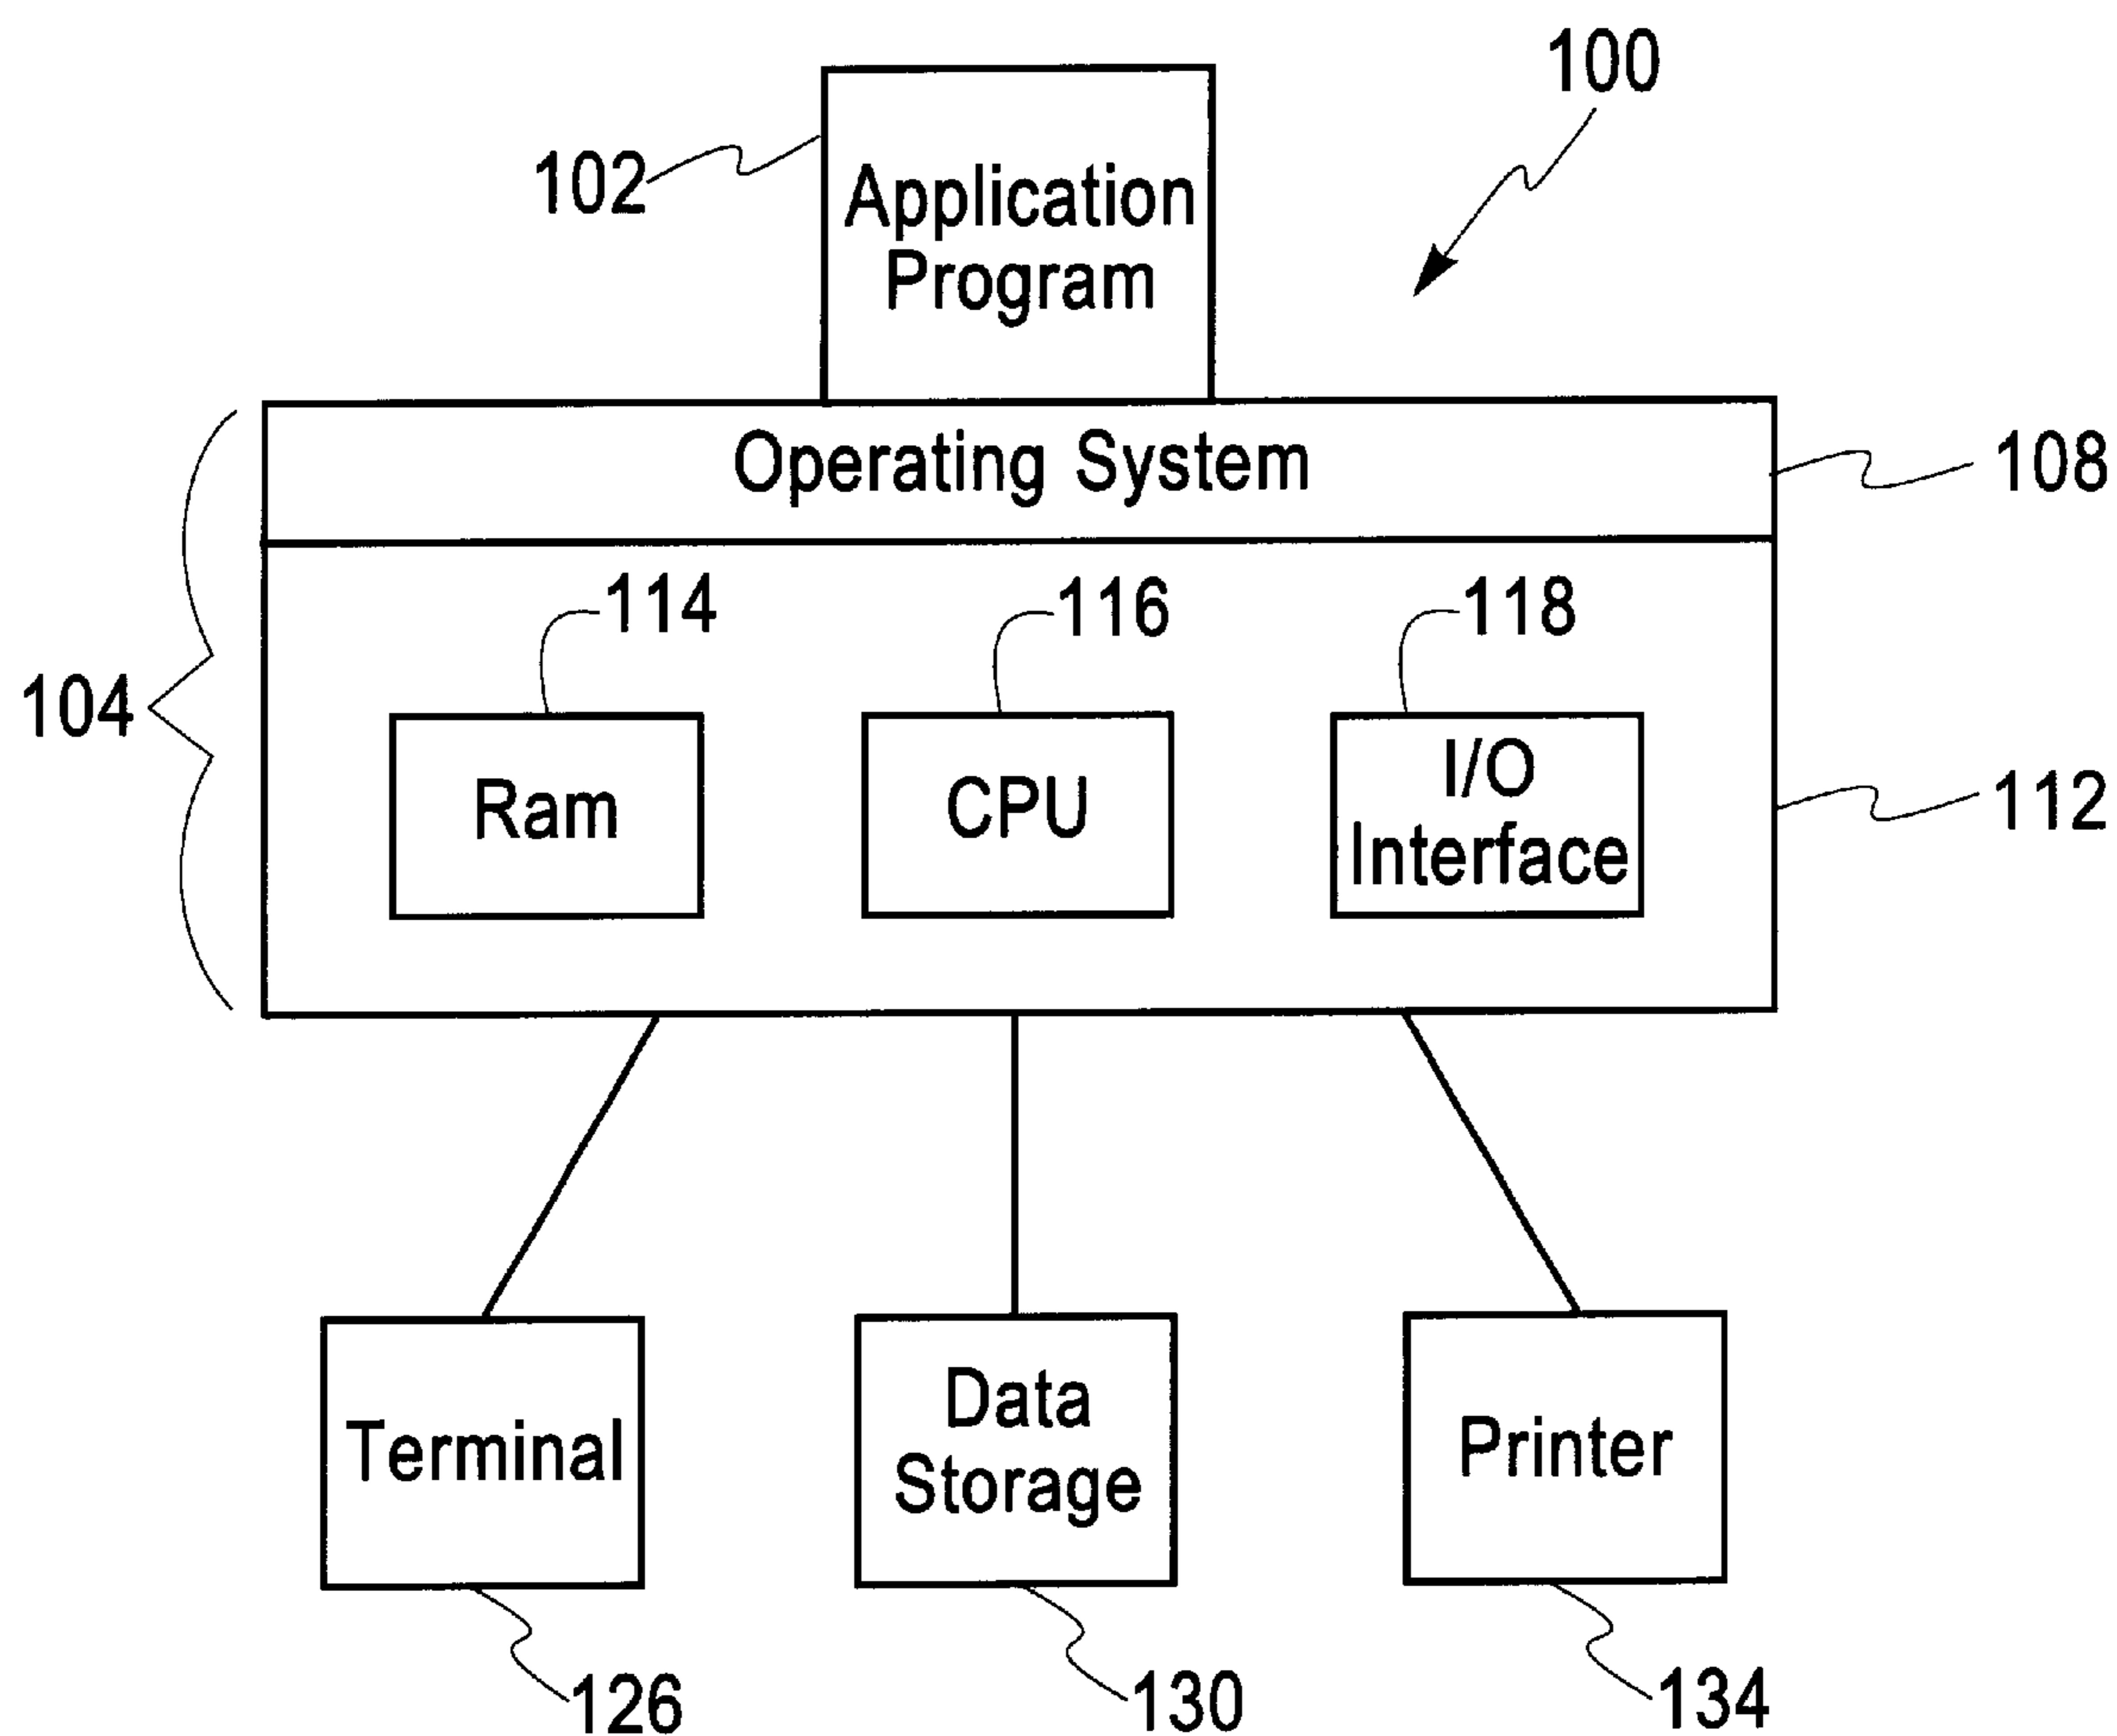 100
102
Application
Program
Operating System
108
114
116
118
104
Ram
CPU
I/O
Interface
112
Terminal
Data
Storage
Printer
126
130
134